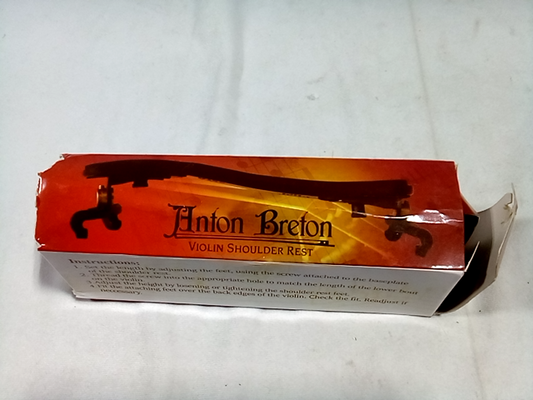 Anton Breton
VIOLIN SHOULDER REST
Instructions:
1. Set the length by adjusting the feet, using the screw attached to the baseplate
of the shoulder rest.
2. Thread the screw into the appropriate hole to match the length of the lower bout
3. Adjust the height by losening or tightening the shoulder rest feet.
4. Fit the attaching feet over the back edges of the violin. Check the fit. Readjust if
necessary.